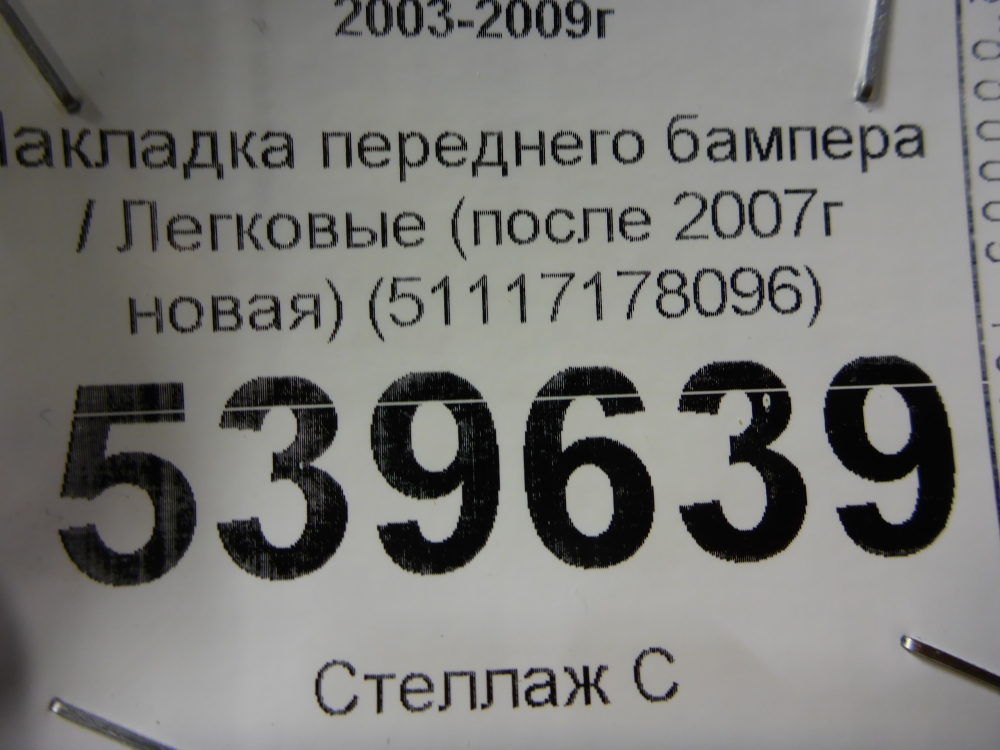 2003-2009г
Накладка переднего бампера
/ Легковые (после 2007г
новая) (51117178096)
539639
Стеллаж С